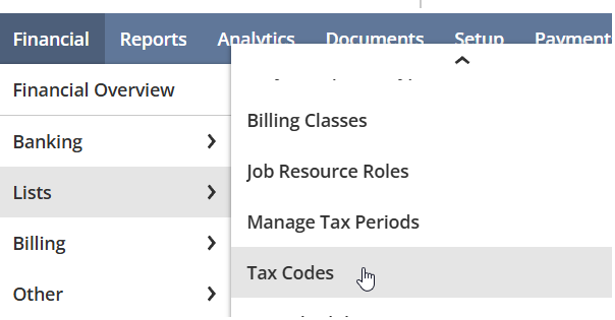 Financial Reports Analytics Documents Setup Payment
Financial Overview
Banking
Lists
Billing
Other
Billing Classes
Job Resource Roles
Manage Tax Periods
Tax Codes